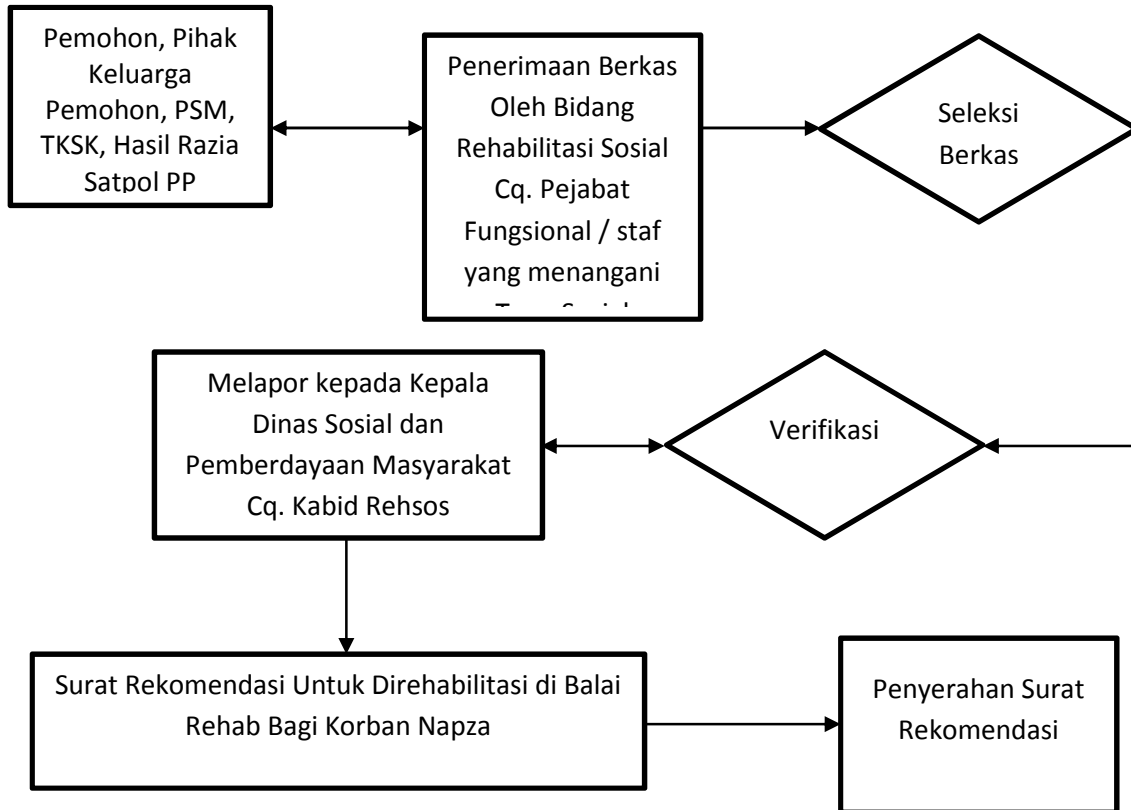 Pemohon, Pihak
Keluarga
Pemohon, PSM,
TKSK, Hasil Razia
Satpol PP
Penerimaan Berkas
Oleh Bidang
Rehabilitasi Sosial
Cq. Pejabat
Fungsional / staf
yang menangani
Seleksi
Berkas
Melapor kepada Kepala
Dinas Sosial dan
Pemberdayaan Masyarakat
Cq. Kabid Rehsos
Verifikasi
Surat Rekomendasi Untuk Direhabilitasi di Balai
Rehab Bagi Korban Napza
Penyerahan Surat
Rekomendasi